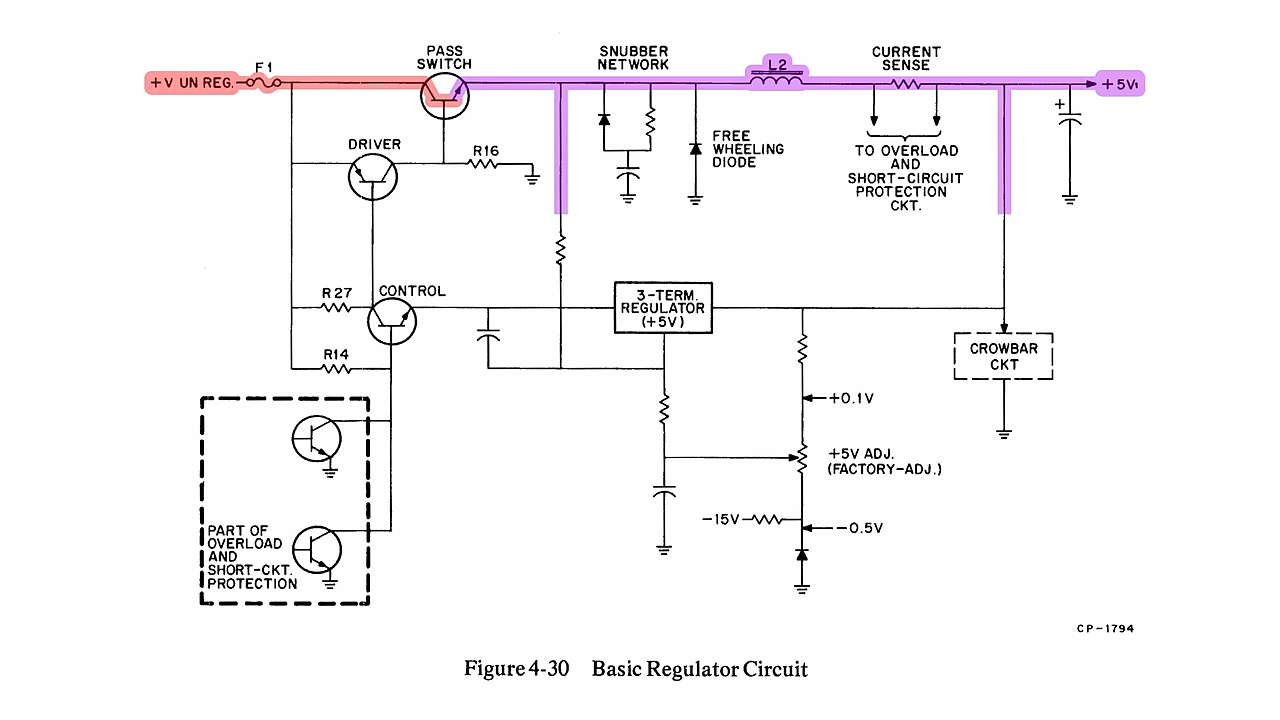 PASS
SWITCH
SNUBBER
NETWORK
L2
CURRENT
SENSE
+V UN REG.
F1
+5V1
+
DRIVER
R16
FREE
WHEELING
DIODE
TO OVERLOAD
AND
SHORT-CIRCUIT
PROTECTION
CKT.
R27
CONTROL
3-TERM.
REGULATOR
(+5V)
R14
CROWBAR
CKT
+0.1V
+5V ADJ.
(FACTORY-ADJ.)
-15V
-0.5V
PART OF
OVERLOAD
AND
SHORT-CKT.
PROTECTION
CP-1794
Figure 4-30 Basic Regulator Circuit